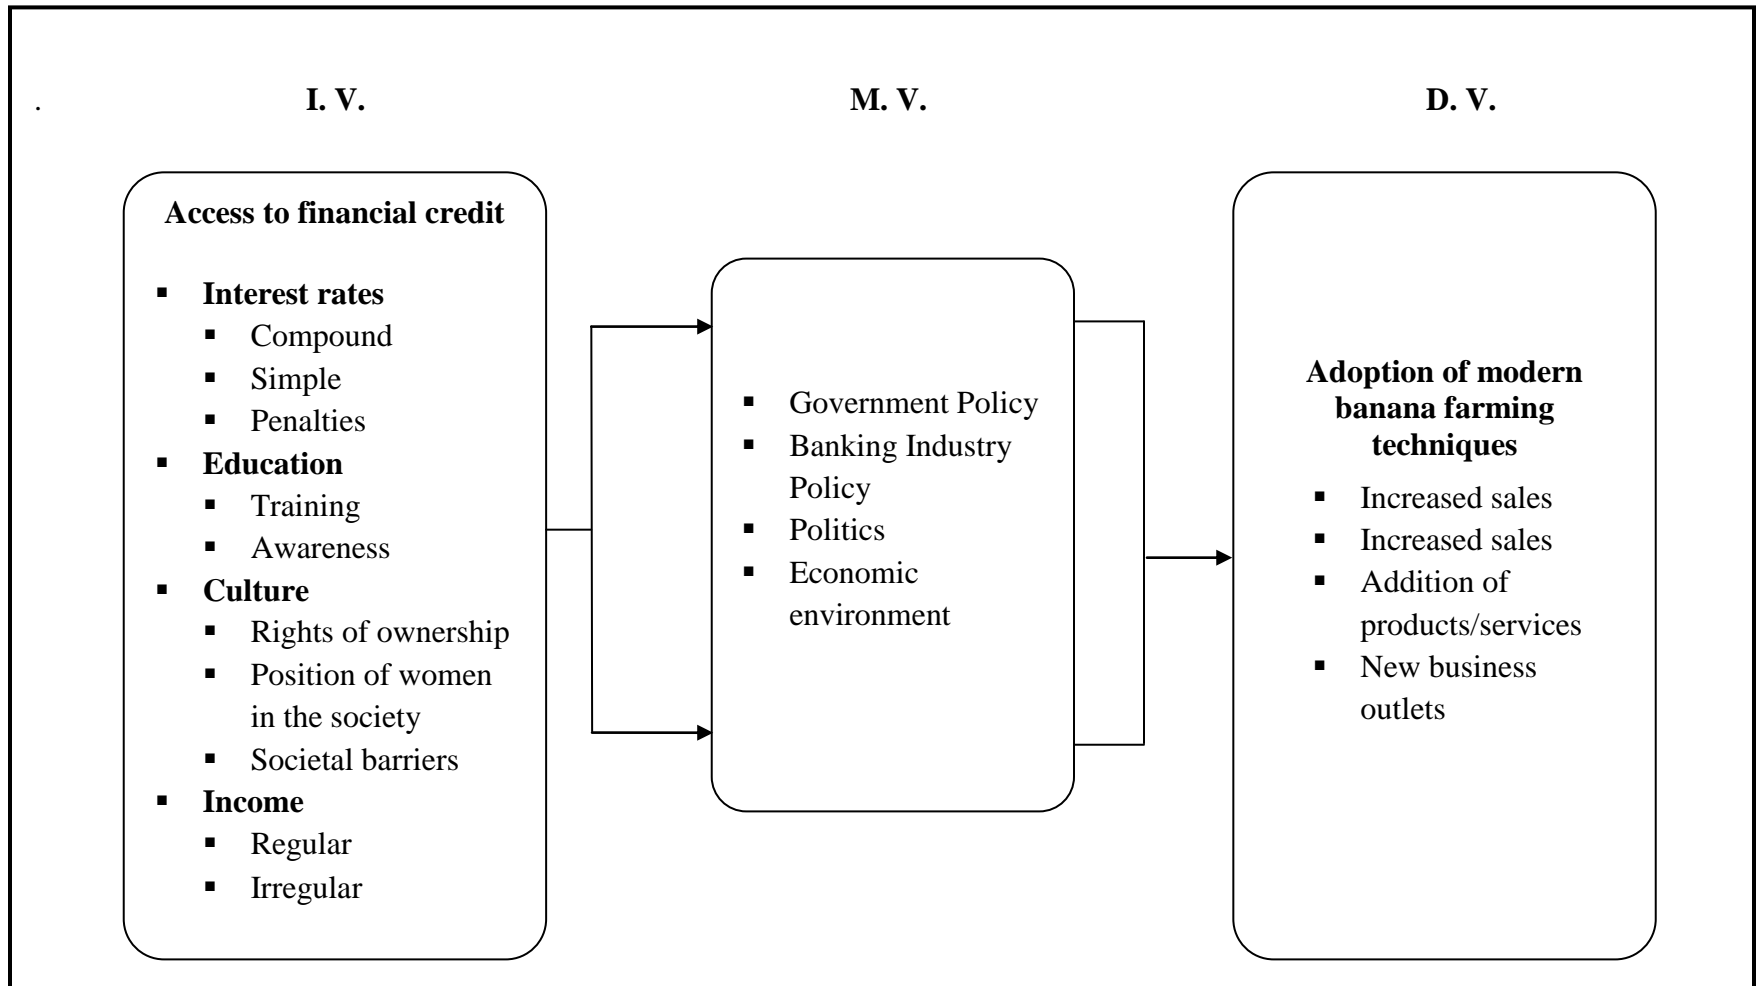 .
I. V.
M. V.
D. V.
Access to financial credit
▪ Interest rates
▪ Compound
▪ Simple
▪ Penalties
▪ Education
▪ Training
▪ Awareness
▪ Culture
▪ Rights of ownership
▪ Position of women
in the society
▪ Societal barriers
▪ Income
▪ Regular
▪ Irregular
▪ Government Policy
▪ Banking Industry
Policy
▪ Politics
▪ Economic
environment
Adoption of modern
banana farming
techniques
▪ Increased sales
▪ Increased sales
▪ Addition of
products/services
▪ New business
outlets